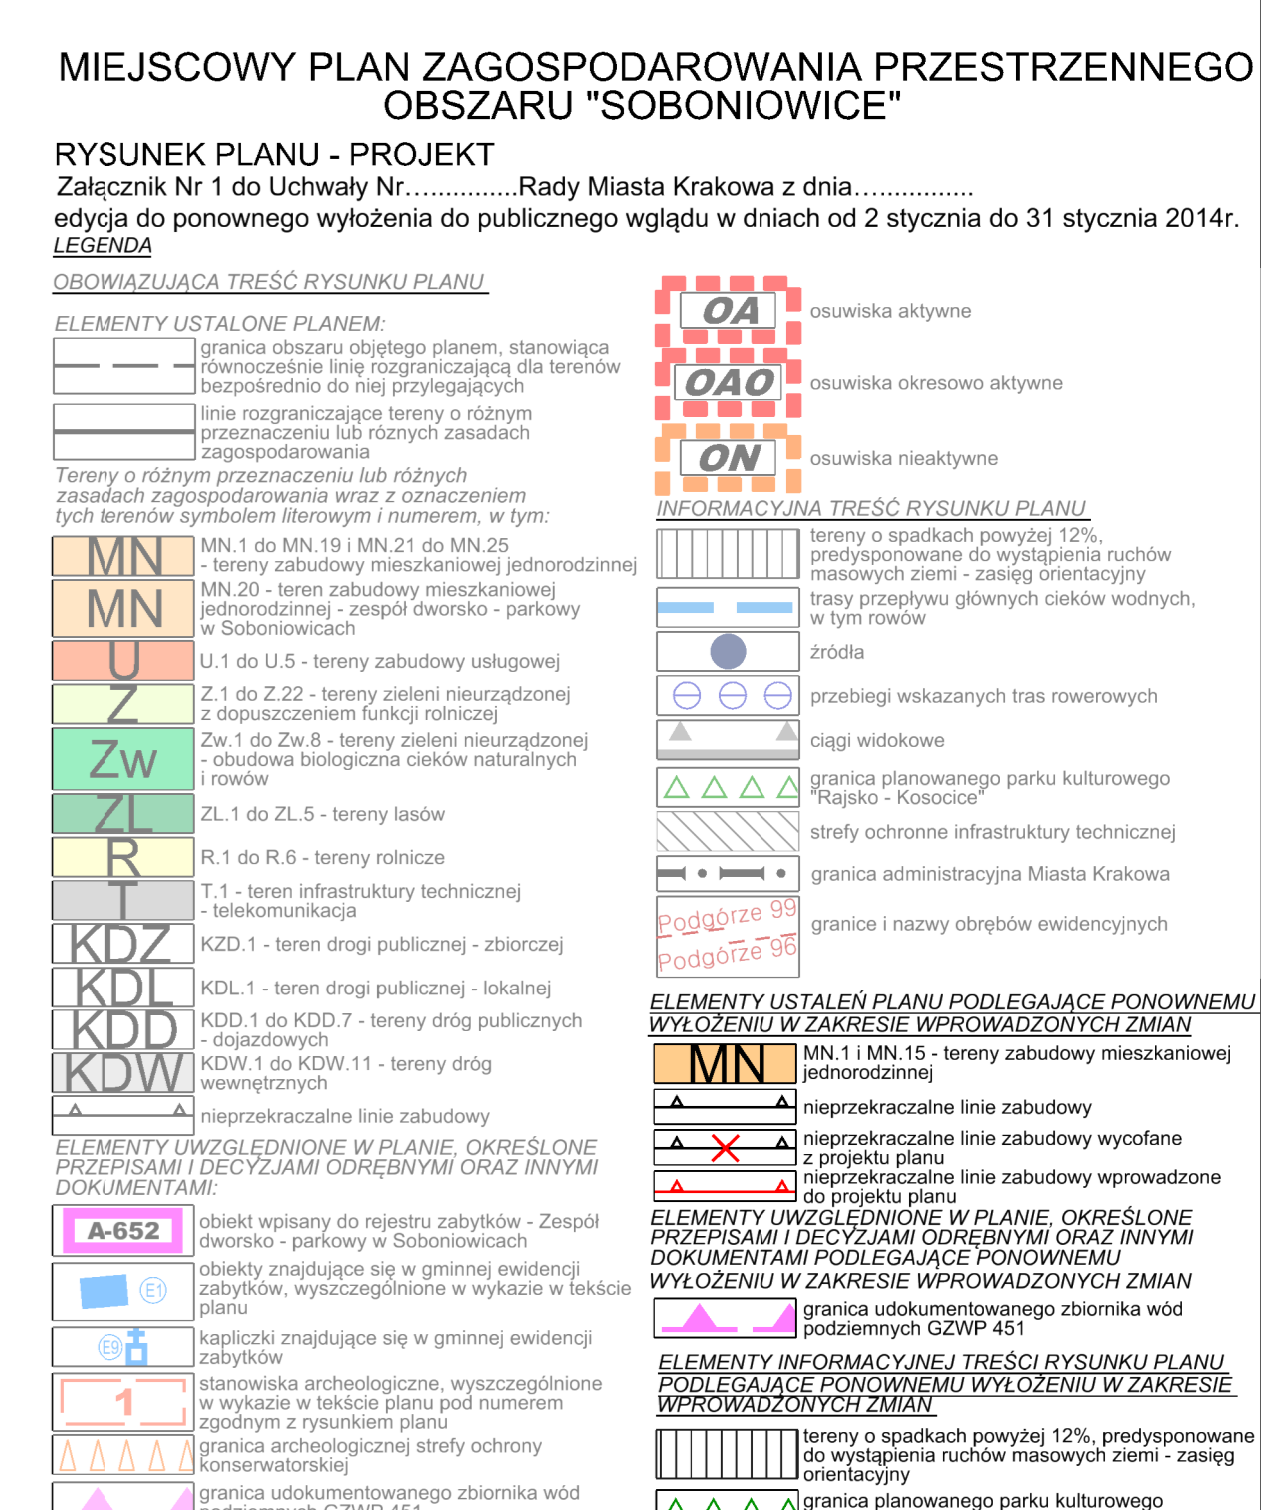 MIEJSCOWY PLAN ZAGOSPODAROWANIA PRZESTRZENNEGO
OBSZARU "SOBONIOWICE"
RYSUNEK PLANU - PROJEKT
Załącznik Nr 1 do Uchwały Nr…............Rady Miasta Krakowa z dnia….............
edycja do ponownego wyłożenia do publicznego wglądu w dniach od 2 stycznia do 31 stycznia 2014r.
LEGENDA
OBOWIĄZUJĄCA TREŚĆ RYSUNKU PLANU
ELEMENTY USTALONE PLANEM:
granica obszaru objętego planem, stanowiąca
równocześnie linię rozgraniczającą dla terenów
bezpośrednio do niej przylegających
linie rozgraniczające tereny o różnym
przeznaczeniu lub róznych zasadach
zagospodarowania
Tereny o różnym przeznaczeniu lub różnych
zasadach zagospodarowania wraz z oznaczeniem
tych terenów symbolem literowym i numerem, w tym:
MN
MN.1 do MN.19 i MN.21 do MN.25
- tereny zabudowy mieszkaniowej jednorodzinnej
MN
MN.20 - teren zabudowy mieszkaniowej
jednorodzinnej - zespół dworsko - parkowy
w Soboniowicach
U
U.1 do U.5 - tereny zabudowy usługowej
Z
Z.1 do Z.22 - tereny zieleni nieurządzonej
z dopuszczeniem funkcji rolniczej
Zw
Zw.1 do Zw.8 - tereny zieleni nieurządzonej
- obudowa biologiczna cieków naturalnych
i rowów
ZL
ZL.1 do ZL.5 - tereny lasów
R
R.1 do R.6 - tereny rolnicze
T
T.1 - teren infrastruktury technicznej
- telekomunikacja
KDZ
KZD.1 - teren drogi publicznej - zbiorczej
KDL
KDL.1 - teren drogi publicznej - lokalnej
KDD
KDD.1 do KDD.7 - tereny dróg publicznych
- dojazdowych
KDW
KDW.1 do KDW.11 - tereny dróg
wewnętrznych
nieprzekraczalne linie zabudowy
ELEMENTY UWZGLĘDNIONE W PLANIE, OKREŚLONE
PRZEPISAMI I DECYZJAMI ODRĘBNYMI ORAZ INNYMI
DOKUMENTAMI:
A-652
obiekt wpisany do rejestru zabytków - Zespół
dworsko - parkowy w Soboniowicach
E1
obiekty znajdujące się w gminnej ewidencji
zabytków, wyszczególnione w wykazie w tekście
planu
E9
kapliczki znajdujące się w gminnej ewidencji
zabytków
1
stanowiska archeologiczne, wyszczególnione
w wykazie w tekście planu pod numerem
zgodnym z rysunkiem planu
granica archeologicznej strefy ochrony
konserwatorskiej
granica udokumentowanego zbiornika wód
podziemnych GZWP 451
OA
osuwiska aktywne
OAO
osuwiska okresowo aktywne
ON
osuwiska nieaktywne
INFORMACYJNA TREŚĆ RYSUNKU PLANU
tereny o spadkach powyżej 12%,
predysponowane do wystąpienia ruchów
masowych ziemi - zasięg orientacyjny
trasy przepływu głównych cieków wodnych,
w tym rowów
źródła
przebiegi wskazanych tras rowerowych
ciągi widokowe
granica planowanego parku kulturowego
"Rajsko - Kosocice"
strefy ochronne infrastruktury technicznej
granica administracyjna Miasta Krakowa
Podgórze 99
Podgórze 96
granice i nazwy obrębów ewidencyjnych
ELEMENTY USTALEŃ PLANU PODLEGAJĄCE PONOWNEMU
WYŁOŻENIU W ZAKRESIE WPROWADZONYCH ZMIAN
MN
MN.1 i MN.15 - tereny zabudowy mieszkaniowej
jednorodzinnej
nieprzekraczalne linie zabudowy
nieprzekraczalne linie zabudowy wycofane
z projektu planu
nieprzekraczalne linie zabudowy wprowadzone
do projektu planu
ELEMENTY UWZGLĘDNIONE W PLANIE, OKREŚLONE
PRZEPISAMI I DECYZJAMI ODRĘBNYMI ORAZ INNYMI
DOKUMENTAMI PODLEGAJĄCE PONOWNEMU
WYŁOŻENIU W ZAKRESIE WPROWADZONYCH ZMIAN
granica udokumentowanego zbiornika wód
podziemnych GZWP 451
ELEMENTY INFORMACYJNEJ TREŚCI RYSUNKU PLANU
PODLEGAJĄCE PONOWNEMU WYŁOŻENIU W ZAKRESIE
WPROWADZONYCH ZMIAN
tereny o spadkach powyżej 12%, predysponowane
do wystąpienia ruchów masowych ziemi - zasięg
orientacyjny
granica planowanego parku kulturowego